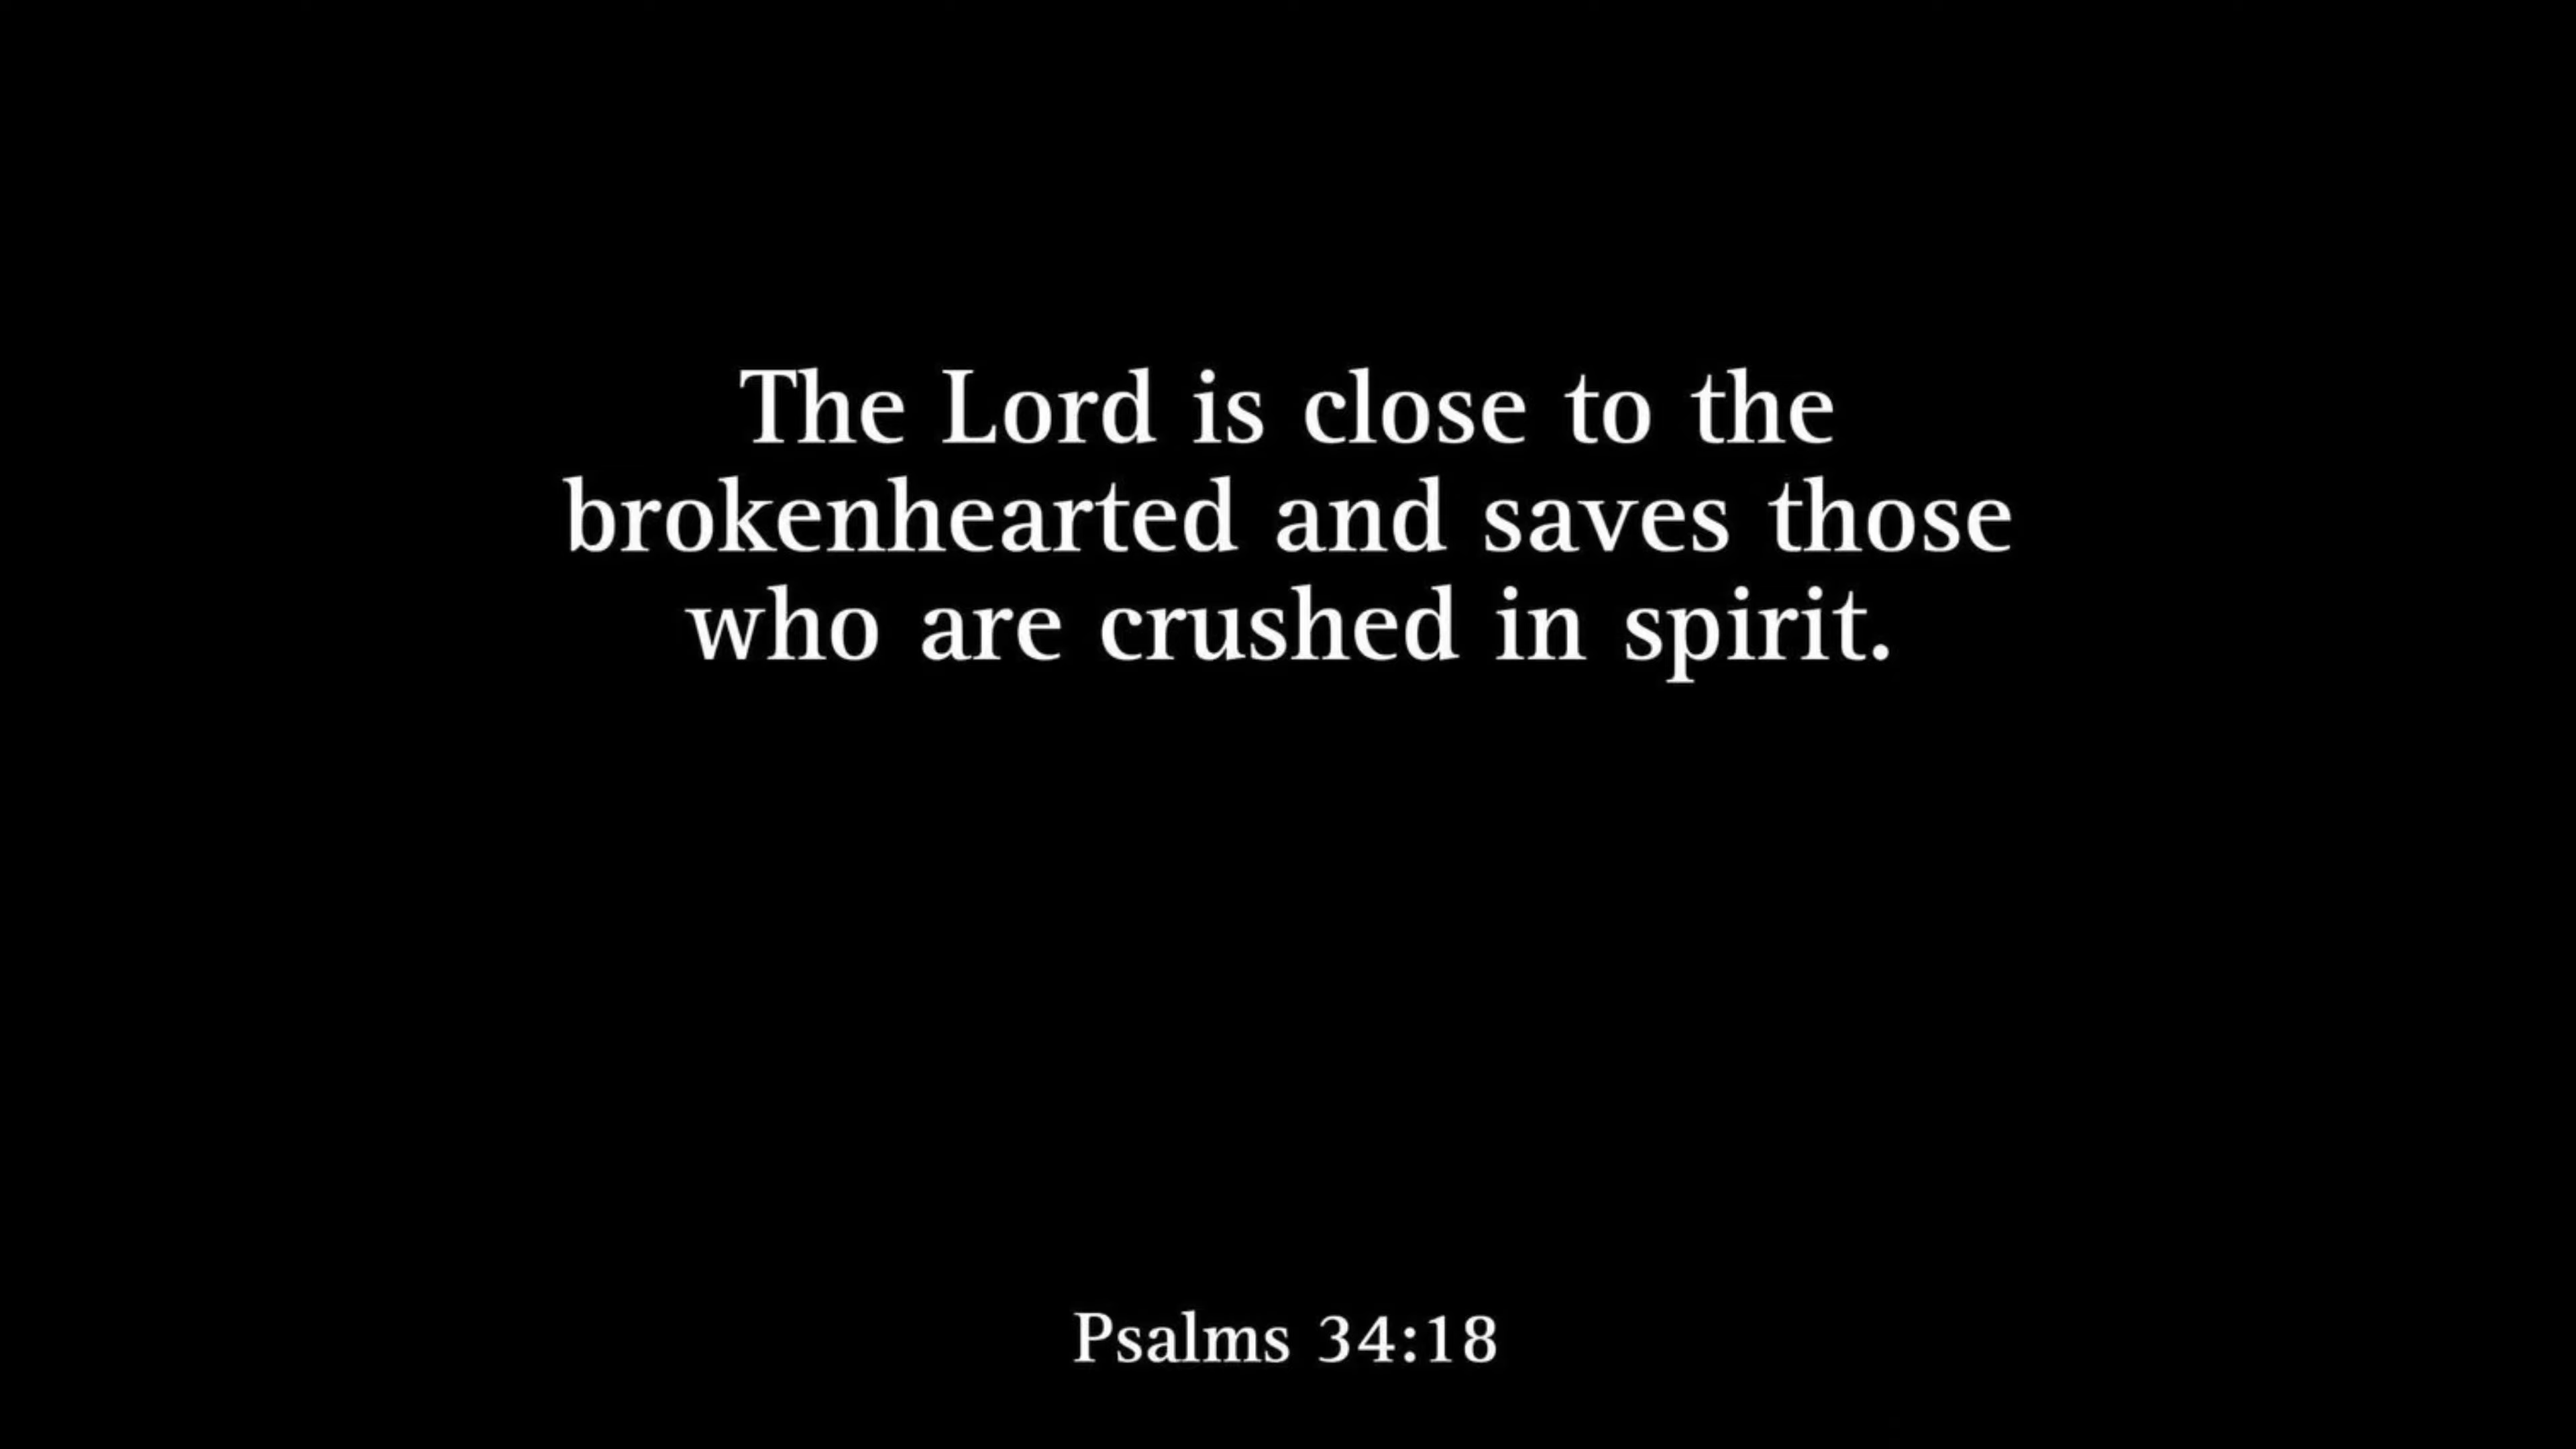 The Lord is close to the
brokenhearted and saves those
who are crushed in spirit.
Psalms 34:18